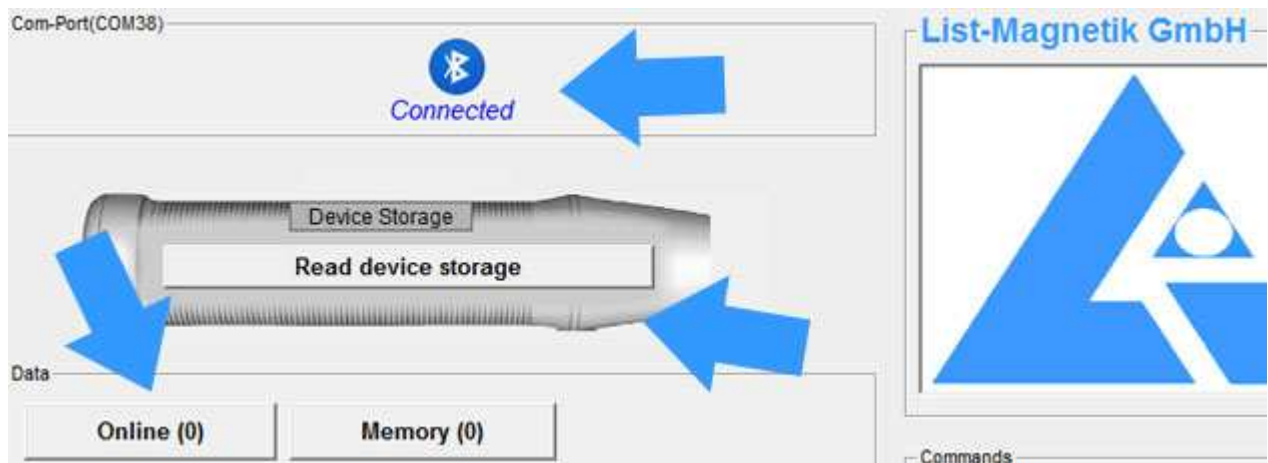 Com-Port(COM38)
Connected
Device Storage
Read device storage
Data
Online (0)
Memory (0)
List-Magnetik GmbH
Commands